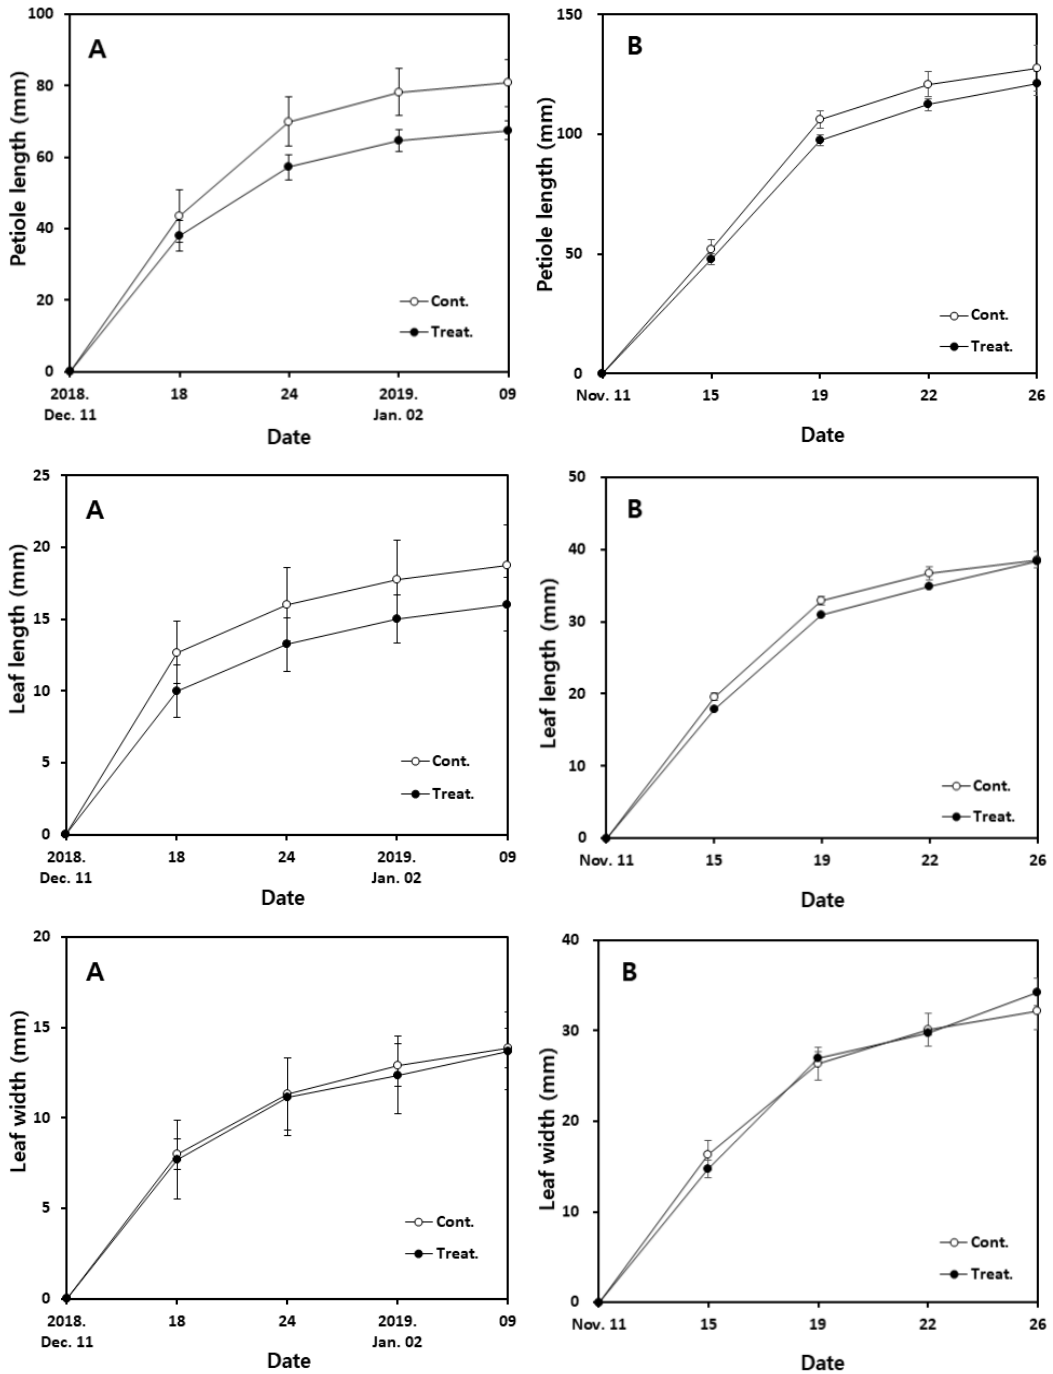 A
Petiole length (mm)
100
80
60
40
20
0
Cont.
Treat.
2018. 18 24 2019. 09
Dec. 11 Jan. 02
Date
B
Petiole length (mm)
150
100
50
0
Cont.
Treat.
Nov. 11 15 19 22 26
Date
A
Leaf length (mm)
25
20
15
10
5
0
Cont.
Treat.
2018. 18 24 2019. 09
Dec. 11 Jan. 02
Date
B
Leaf length (mm)
50
40
30
20
10
0
Cont.
Treat.
Nov. 11 15 19 22 26
Date
A
Leaf width (mm)
20
15
10
5
0
Cont.
Treat.
2018. 18 24 2019. 09
Dec. 11 Jan. 02
Date
B
Leaf width (mm)
40
30
20
10
0
Cont.
Treat.
Nov. 11 15 19 22 26
Date